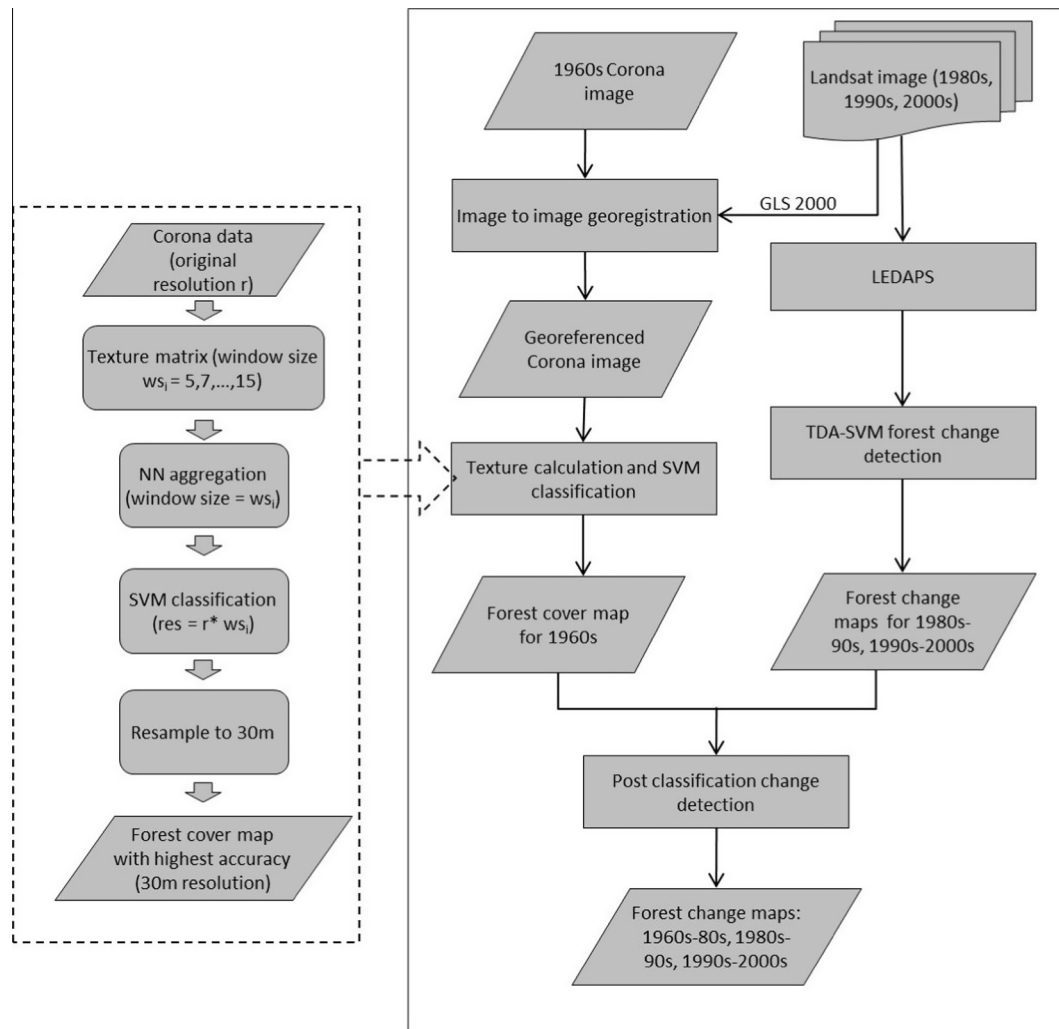 Corona data
(original
resolution r)
Texture matrix (window size
wsᵢ = 5,7,...,15)
NN aggregation
(window size = wsᵢ)
SVM classification
(res = r* wsᵢ)
Resample to 30m
Forest cover map
with highest accuracy
(30m resolution)
1960s Corona
image
Landsat image (1980s,
1990s, 2000s)
Image to image georegistration
GLS 2000
LEDAPS
Georeferenced
Corona image
TDA-SVM forest change
detection
Texture calculation and SVM
classification
Forest cover map
for 1960s
Forest change
maps for 1980s-
90s, 1990s-2000s
Post classification change
detection
Forest change maps:
1960s-80s, 1980s-
90s, 1990s-2000s